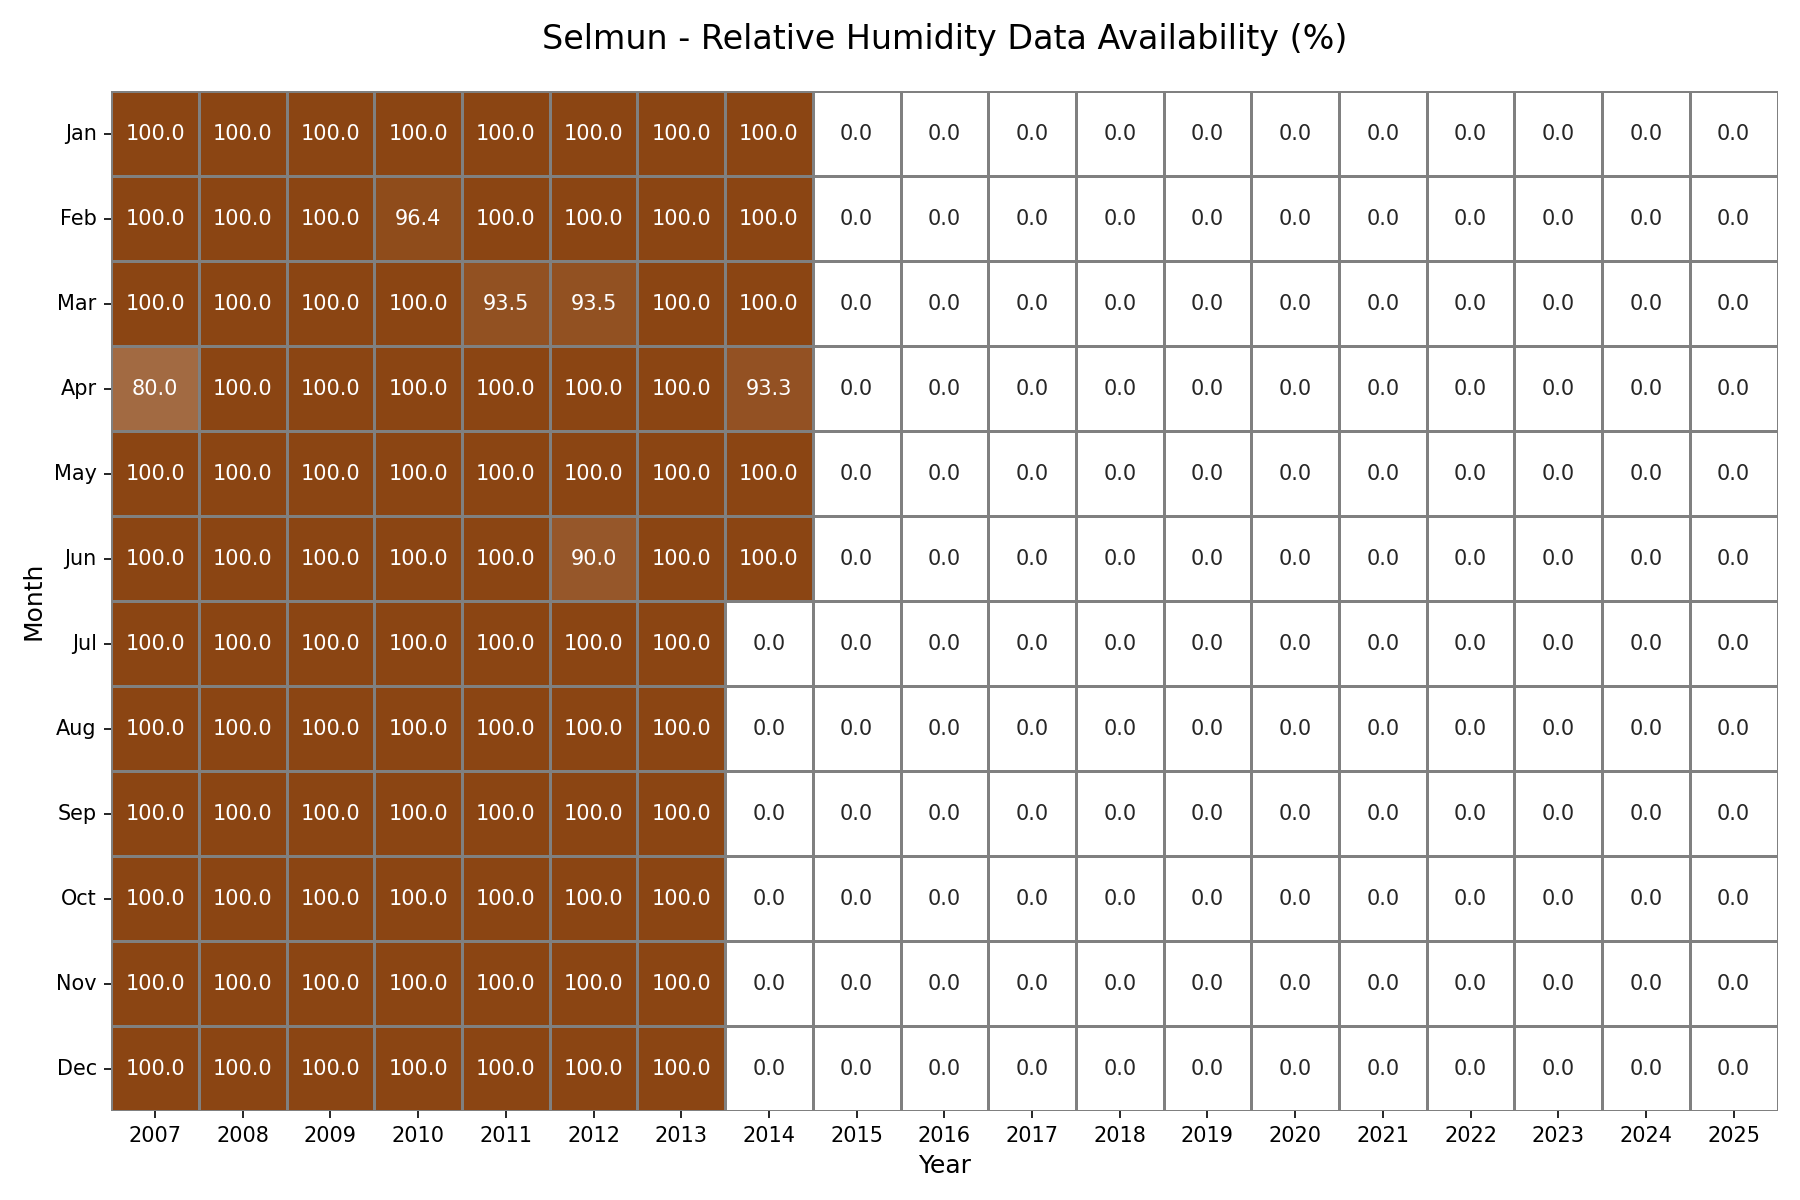 Selmun - Relative Humidity Data Availability (%)
Jan 100.0 100.0 100.0 100.0 100.0 100.0 100.0 100.0 0.0 0.0 0.0 0.0 0.0 0.0 0.0 0.0 0.0 0.0 0.0
Feb 100.0 100.0 100.0 96.4 100.0 100.0 100.0 100.0 0.0 0.0 0.0 0.0 0.0 0.0 0.0 0.0 0.0 0.0 0.0
Mar 100.0 100.0 100.0 100.0 93.5 93.5 100.0 100.0 0.0 0.0 0.0 0.0 0.0 0.0 0.0 0.0 0.0 0.0 0.0
Apr 80.0 100.0 100.0 100.0 100.0 100.0 100.0 93.3 0.0 0.0 0.0 0.0 0.0 0.0 0.0 0.0 0.0 0.0 0.0
May 100.0 100.0 100.0 100.0 100.0 100.0 100.0 100.0 0.0 0.0 0.0 0.0 0.0 0.0 0.0 0.0 0.0 0.0 0.0
Jun 100.0 100.0 100.0 100.0 100.0 90.0 100.0 100.0 0.0 0.0 0.0 0.0 0.0 0.0 0.0 0.0 0.0 0.0 0.0
Jul 100.0 100.0 100.0 100.0 100.0 100.0 100.0 0.0 0.0 0.0 0.0 0.0 0.0 0.0 0.0 0.0 0.0 0.0 0.0
Aug 100.0 100.0 100.0 100.0 100.0 100.0 100.0 0.0 0.0 0.0 0.0 0.0 0.0 0.0 0.0 0.0 0.0 0.0 0.0
Sep 100.0 100.0 100.0 100.0 100.0 100.0 100.0 0.0 0.0 0.0 0.0 0.0 0.0 0.0 0.0 0.0 0.0 0.0 0.0
Oct 100.0 100.0 100.0 100.0 100.0 100.0 100.0 0.0 0.0 0.0 0.0 0.0 0.0 0.0 0.0 0.0 0.0 0.0 0.0
Nov 100.0 100.0 100.0 100.0 100.0 100.0 100.0 0.0 0.0 0.0 0.0 0.0 0.0 0.0 0.0 0.0 0.0 0.0 0.0
Dec 100.0 100.0 100.0 100.0 100.0 100.0 100.0 0.0 0.0 0.0 0.0 0.0 0.0 0.0 0.0 0.0 0.0 0.0 0.0
2007 2008 2009 2010 2011 2012 2013 2014 2015 2016 2017 2018 2019 2020 2021 2022 2023 2024 2025
Year
Month